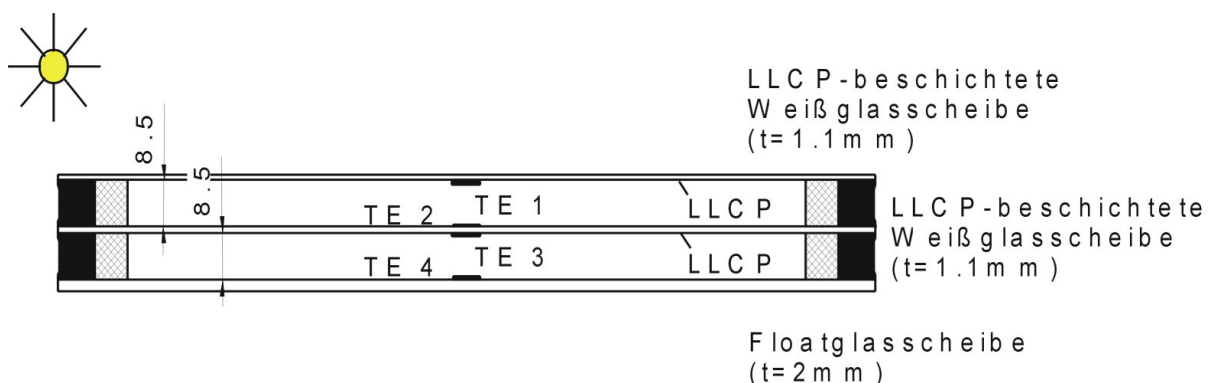 LLCP-beschichtete
Weißglasscheibe
(t=1.1mm)
8.5
8.5
TE 2
TE 1
LLCP
LLCP-beschichtete
Weißglasscheibe
(t=1.1mm)
TE 4
TE 3
LLCP
Floatglasscheibe
(t=2mm)